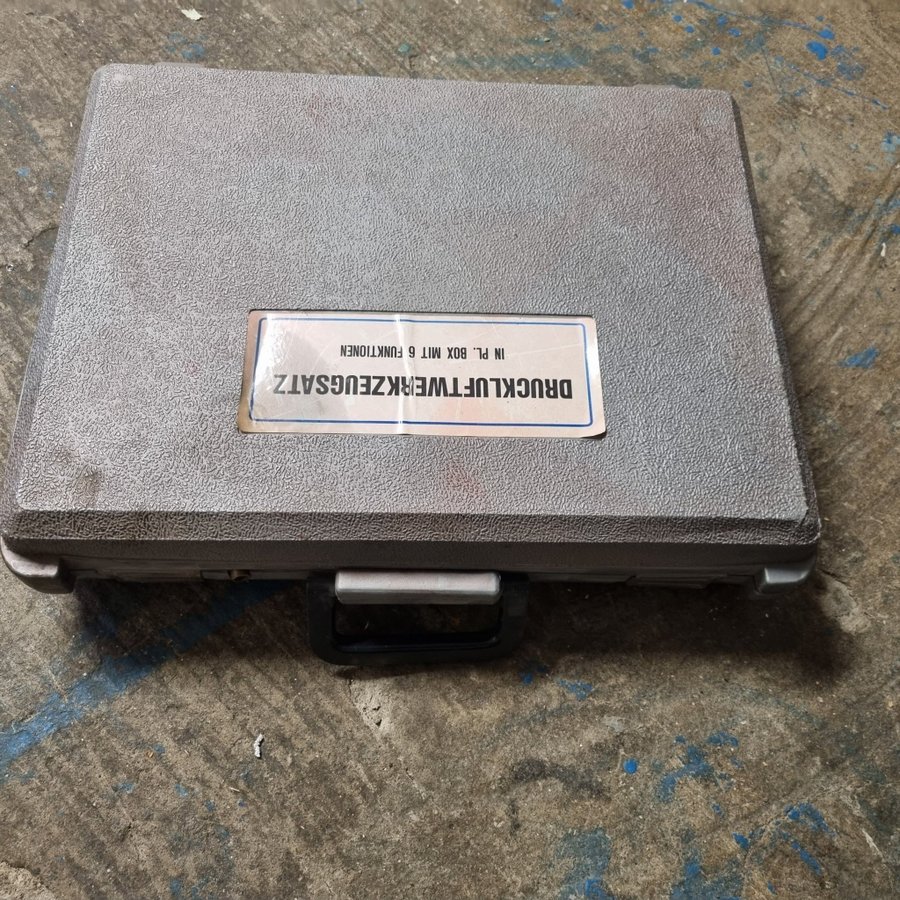 DRUCKLUFTWERKZEUGSATZ
IN PL. BOX MIT 6 FUNKTIONEN